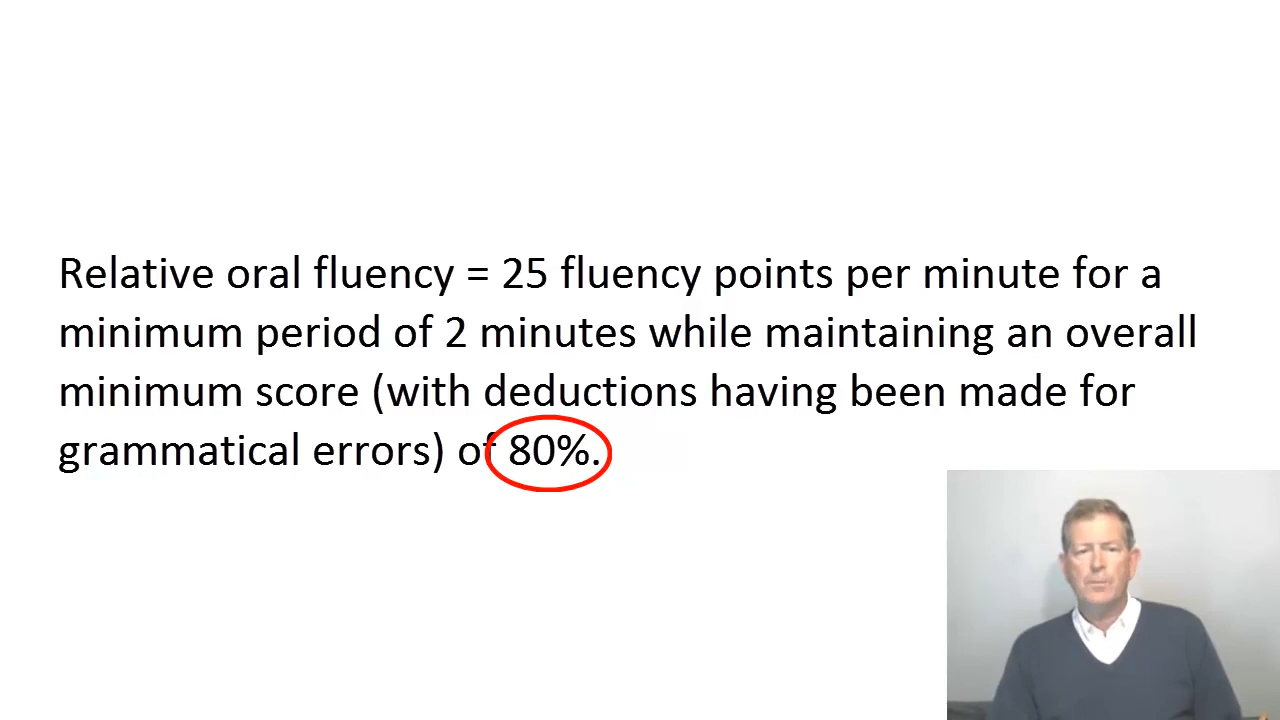 Relative oral fluency = 25 fluency points per minute for a
minimum period of 2 minutes while maintaining an overall
minimum score (with deductions having been made for
grammatical errors) of 80%.